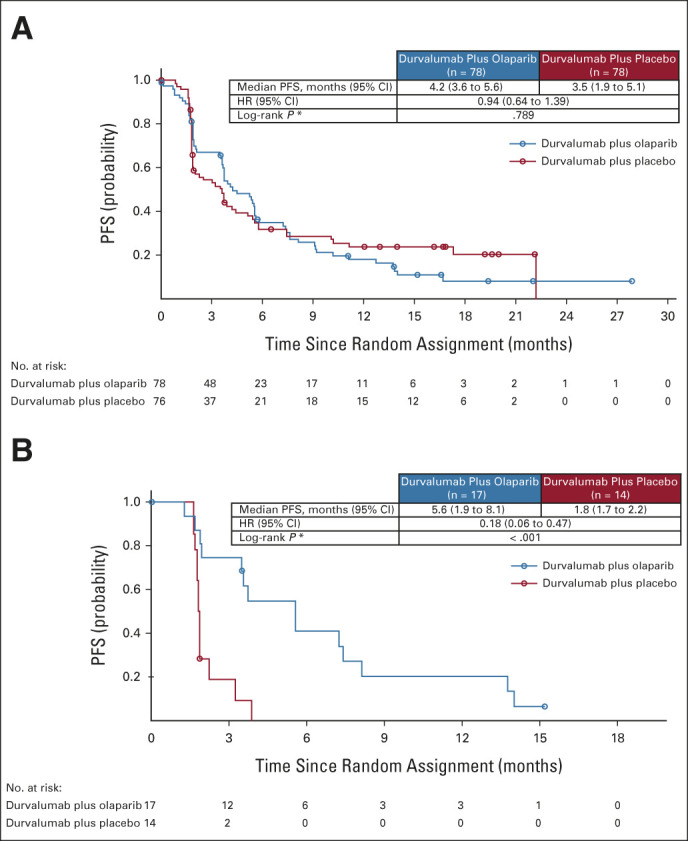 A
Durvalumab Plus Olaparib (n = 78) Durvalumab Plus Placebo (n = 78)
Median PFS, months (95% CI) 4.2 (3.6 to 5.6) 3.5 (1.9 to 5.1)
HR (95% CI) 0.94 (0.64 to 1.39)
Log-rank P * .789
Durvalumab plus olaparib
Durvalumab plus placebo
PFS (probability)
1.0
0.8
0.6
0.4
0.2
0 3 6 9 12 15 18 21 24 27 30
Time Since Random Assignment (months)
No. at risk:
Durvalumab plus olaparib 78 48 23 17 11 6 3 2 1 1 0
Durvalumab plus placebo 76 37 21 18 15 12 6 2 0 0 0
B
Durvalumab Plus Olaparib (n = 17) Durvalumab Plus Placebo (n = 14)
Median PFS, months (95% CI) 5.6 (1.9 to 8.1) 1.8 (1.7 to 2.2)
HR (95% CI) 0.18 (0.06 to 0.47)
Log-rank P * < .001
Durvalumab plus olaparib
Durvalumab plus placebo
PFS (probability)
1.0
0.8
0.6
0.4
0.2
0 3 6 9 12 15 18
Time Since Random Assignment (months)
No. at risk:
Durvalumab plus olaparib 17 12 6 3 3 1 0
Durvalumab plus placebo 14 2 0 0 0 0 0